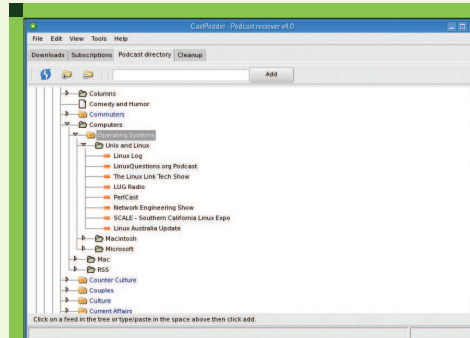 CastPodder - Podcast receiver v4.0
File Edit View Tools Help
Downloads Subscriptions Podcast directory Cleanup
Add
Columns
Comedy and Humor
Commuters
Computers
Operating Systems
Unix and Linux
Linux Log
LinuxQuestions.org Podcast
The Linux Link Tech Show
LUG Radio
PerlCast
Network Engineering Show
SCALE - Southern California Linux Expo
Linux Australia Update
Macintosh
Microsoft
Mac
RSS
Counter Culture
Couples
Culture
Current Affairs
Click on a feed in the tree or type/paste in the space above then click add.